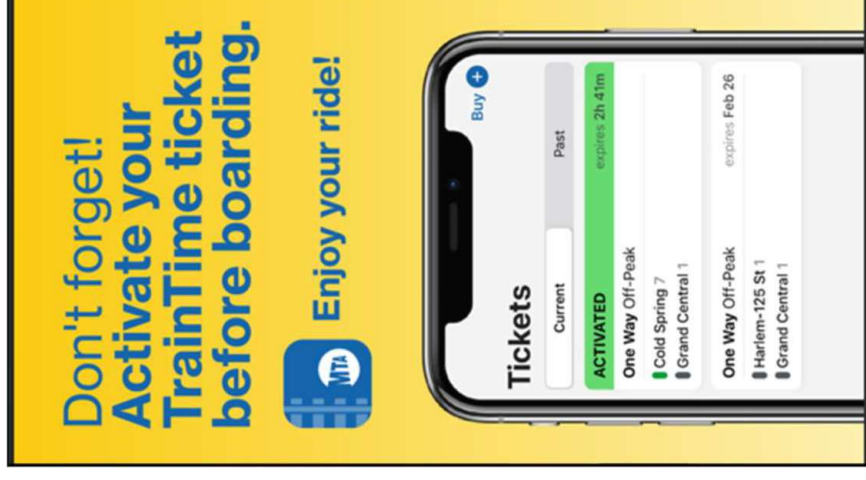 Don't forget!
Activate your
TrainTime ticket
before boarding.
MTA
Enjoy your ride!
Buy +
Tickets
Current Past
ACTIVATED expires 2h 41m
One Way Off-Peak
Cold Spring 7
Grand Central 1
One Way Off-Peak expires Feb 26
Harlem-125 St 1
Grand Central 1